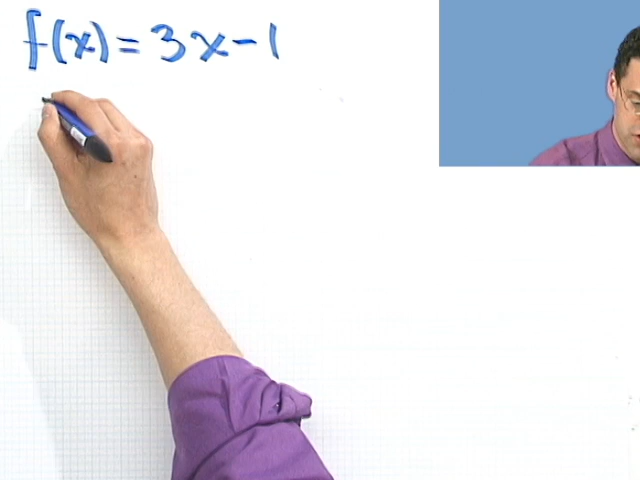 f(x) = 3x - 1